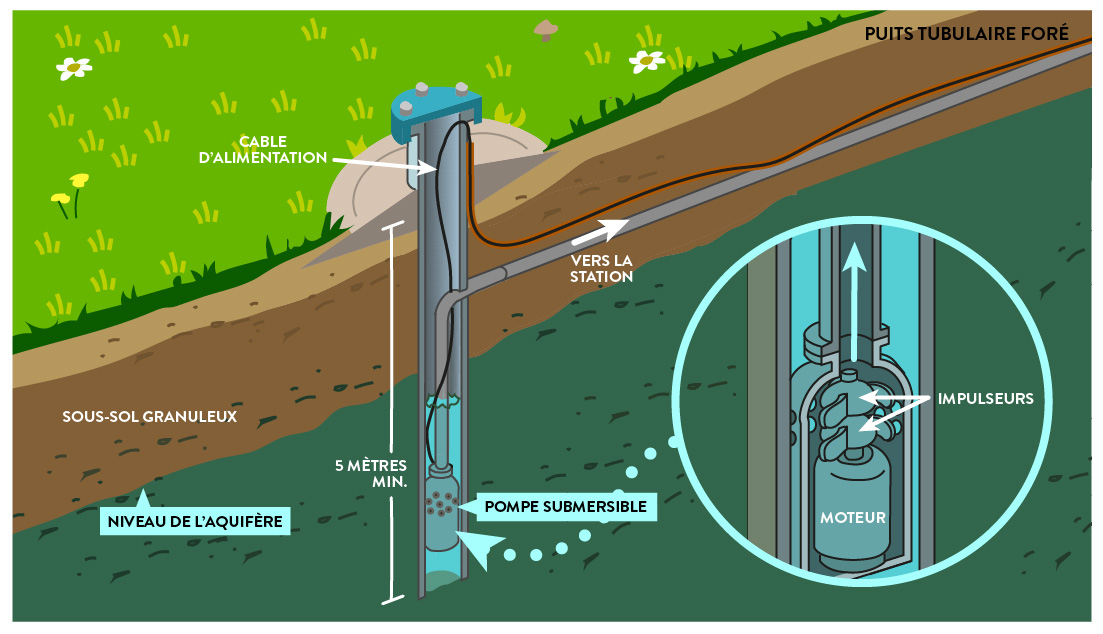 PUITS TUBULAIRE FORÉ
CABLE
D'ALIMENTATION
VERS LA
STATION
SOUS-SOL GRANULEUX
5 MÈTRES
MIN.
NIVEAU DE L'AQUIFÈRE
POMPE SUBMERSIBLE
IMPULSEURS
MOTEUR